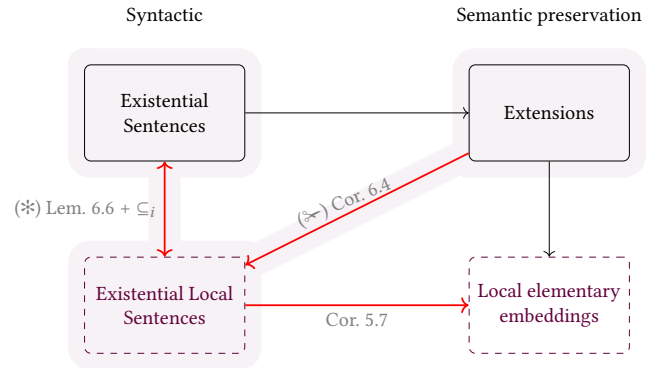 Syntactic
Semantic preservation
Existential
Sentences
Extensions
(✻) Lem. 6.6 + ⊆ᵢ
(✂) Cor. 6.4
Existential Local
Sentences
Cor. 5.7
Local elementary
embeddings